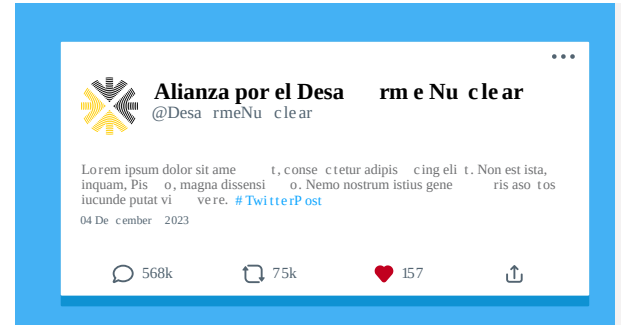 Alianza por el Desarme Nuclear
@DesarmeNuclear
Lorem ipsum dolor sit amet, consectetur adipiscing elit. Non est ista,
inquam, Piso, magna dissensio. Nemo nostrum istius generis asotos
iucunde putat vivere. #TwitterPost
04 December 2023
568k 75k 157